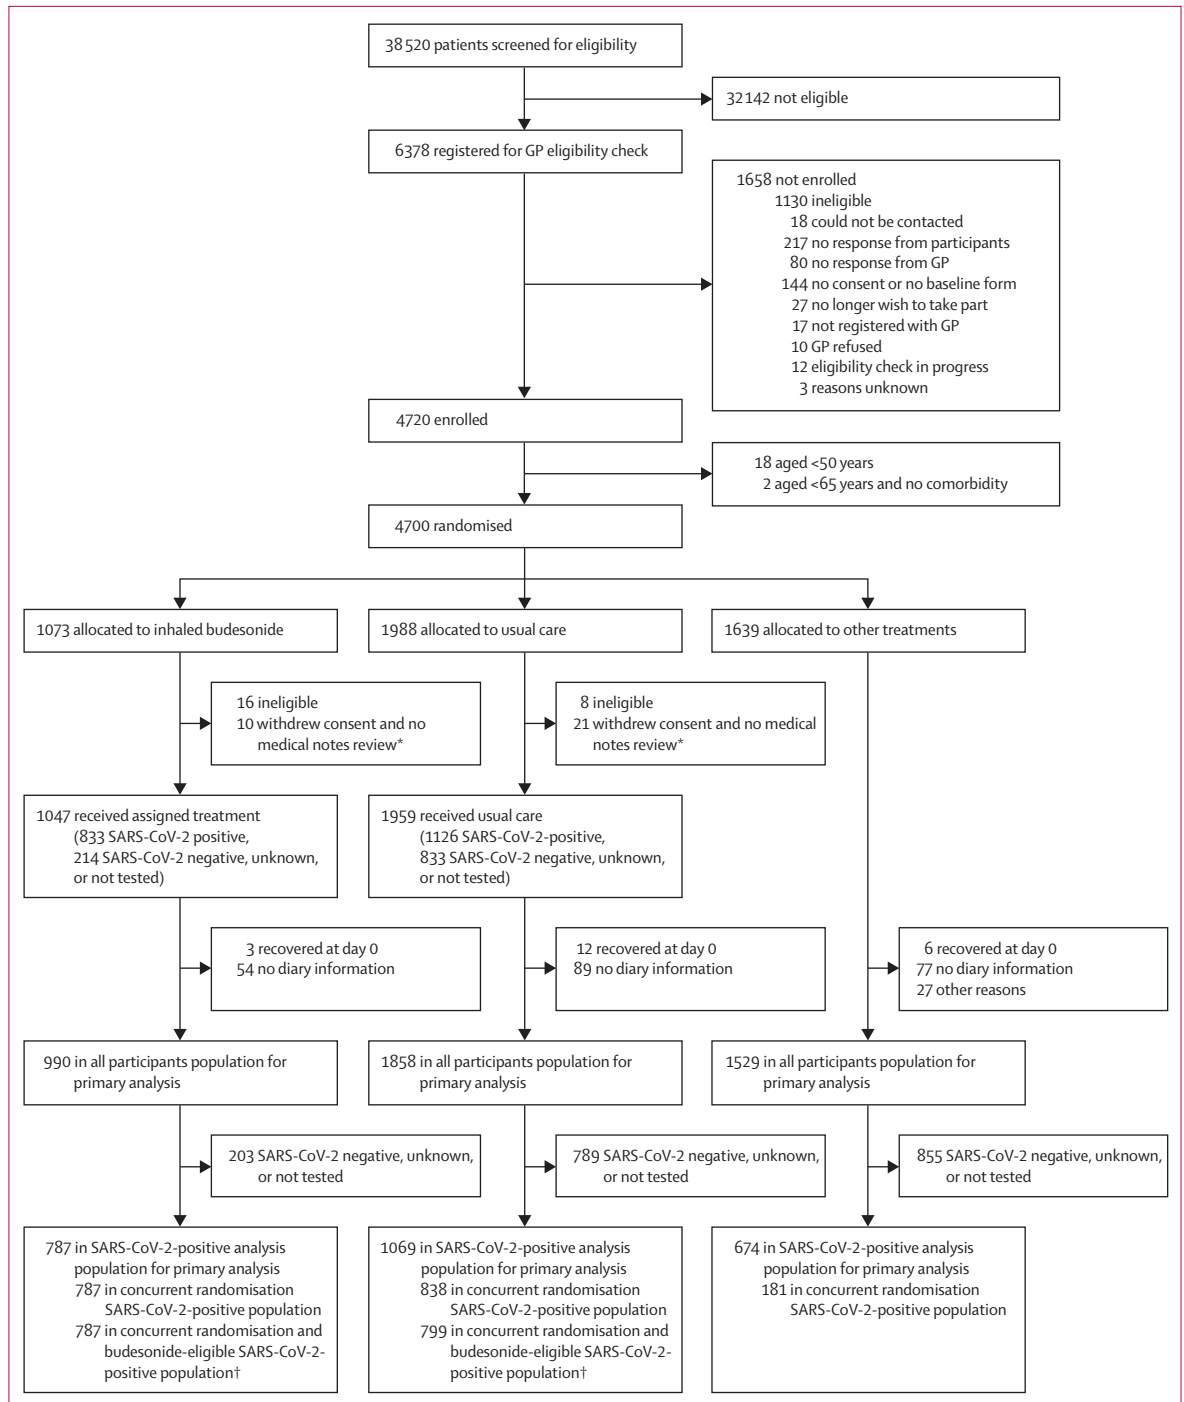 38 520 patients screened for eligibility
32 142 not eligible
6378 registered for GP eligibility check
1658 not enrolled
1130 ineligible
18 could not be contacted
217 no response from participants
80 no response from GP
144 no consent or no baseline form
27 no longer wish to take part
17 not registered with GP
10 GP refused
12 eligibility check in progress
3 reasons unknown
4720 enrolled
18 aged <50 years
2 aged <65 years and no comorbidity
4700 randomised
1073 allocated to inhaled budesonide
1988 allocated to usual care
1639 allocated to other treatments
16 ineligible
10 withdrew consent and no
medical notes review*
8 ineligible
21 withdrew consent and no medical
notes review*
1047 received assigned treatment
(833 SARS-CoV-2 positive,
214 SARS-CoV-2 negative, unknown,
or not tested)
1959 received usual care
(1126 SARS-CoV-2-positive,
833 SARS-CoV-2 negative, unknown,
or not tested)
3 recovered at day 0
54 no diary information
12 recovered at day 0
89 no diary information
6 recovered at day 0
77 no diary information
27 other reasons
990 in all participants population for
primary analysis
1858 in all participants population for
primary analysis
1529 in all participants population for
primary analysis
203 SARS-CoV-2 negative, unknown,
or not tested
789 SARS-CoV-2 negative, unknown,
or not tested
855 SARS-CoV-2 negative, unknown,
or not tested
787 in SARS-CoV-2-positive analysis
population for primary analysis
787 in concurrent randomisation
SARS-CoV-2-positive population
787 in concurrent randomisation and
budesonide-eligible SARS-CoV-2-
positive population†
1069 in SARS-CoV-2-positive analysis
population for primary analysis
838 in concurrent randomisation
SARS-CoV-2-positive population
799 in concurrent randomisation and
budesonide-eligible SARS-CoV-2-
positive population†
674 in SARS-CoV-2-positive analysis
population for primary analysis
181 in concurrent randomisation
SARS-CoV-2-positive population